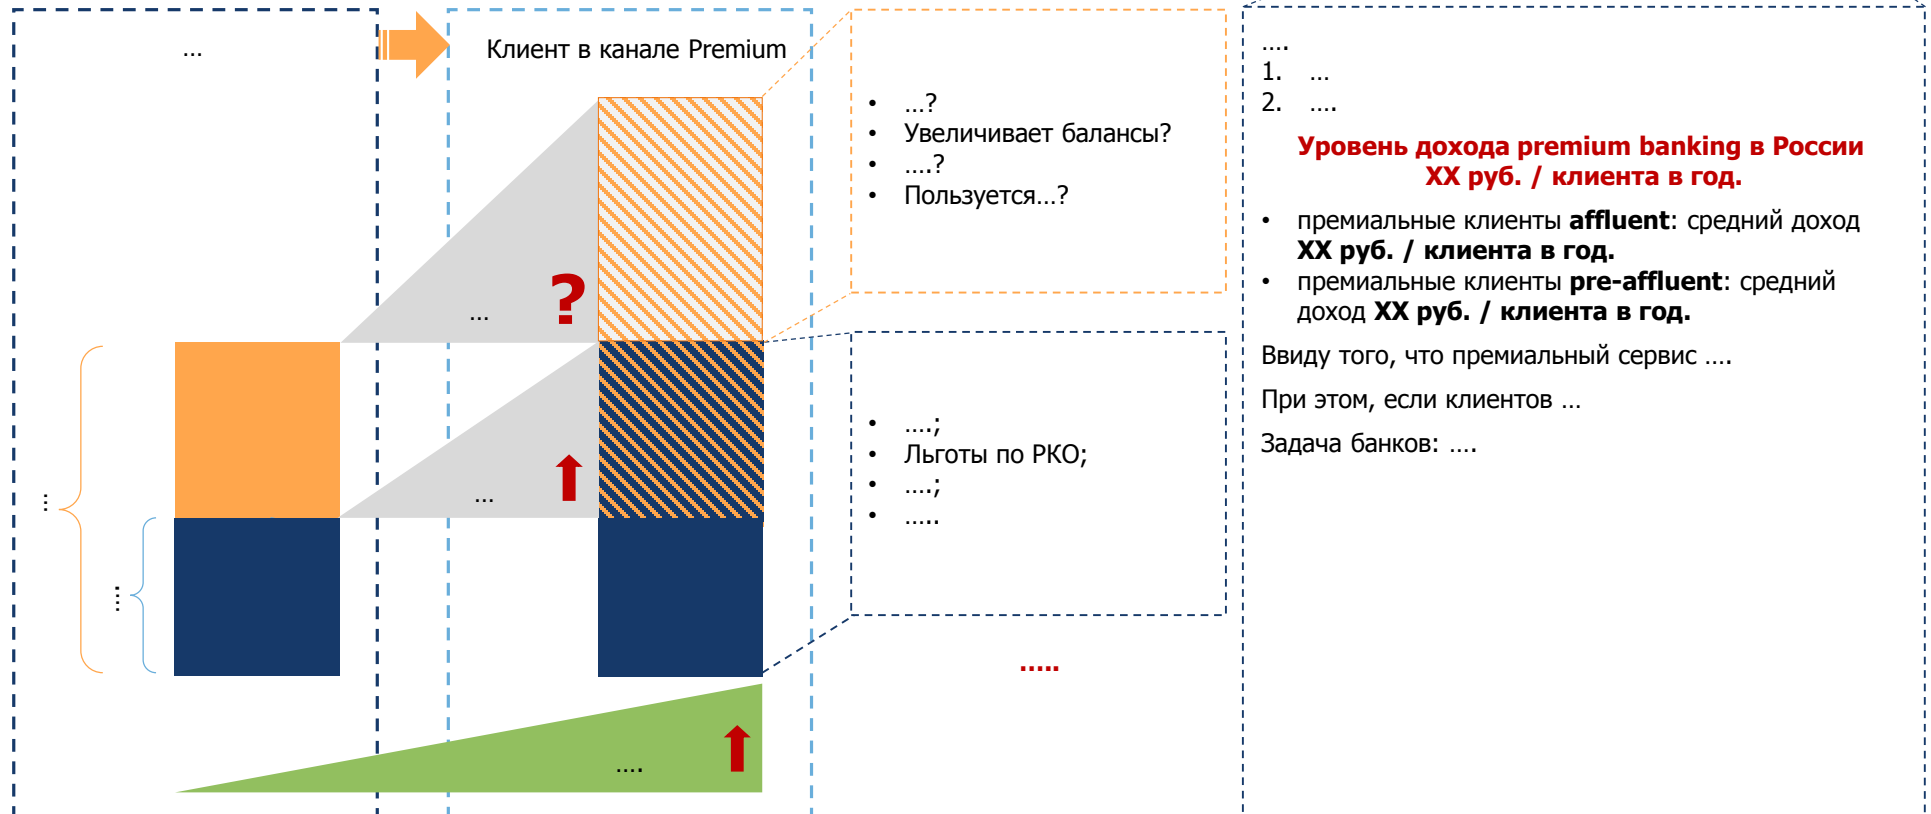 ...
Клиент в канале Premium
...
...
...
....
....
• ...?
• Увеличивает балансы?
• ....?
• Пользуется...?
• ....;
• Льготы по РКО;
• ....;
• .....
.....
....
1. ...
2. ....
Уровень дохода premium banking в России
XX руб. / клиента в год.
• премиальные клиенты affluent: средний доход
XX руб. / клиента в год.
• премиальные клиенты pre-affluent: средний
доход XX руб. / клиента в год.
Ввиду того, что премиальный сервис ....
При этом, если клиентов ...
Задача банков: ....
?